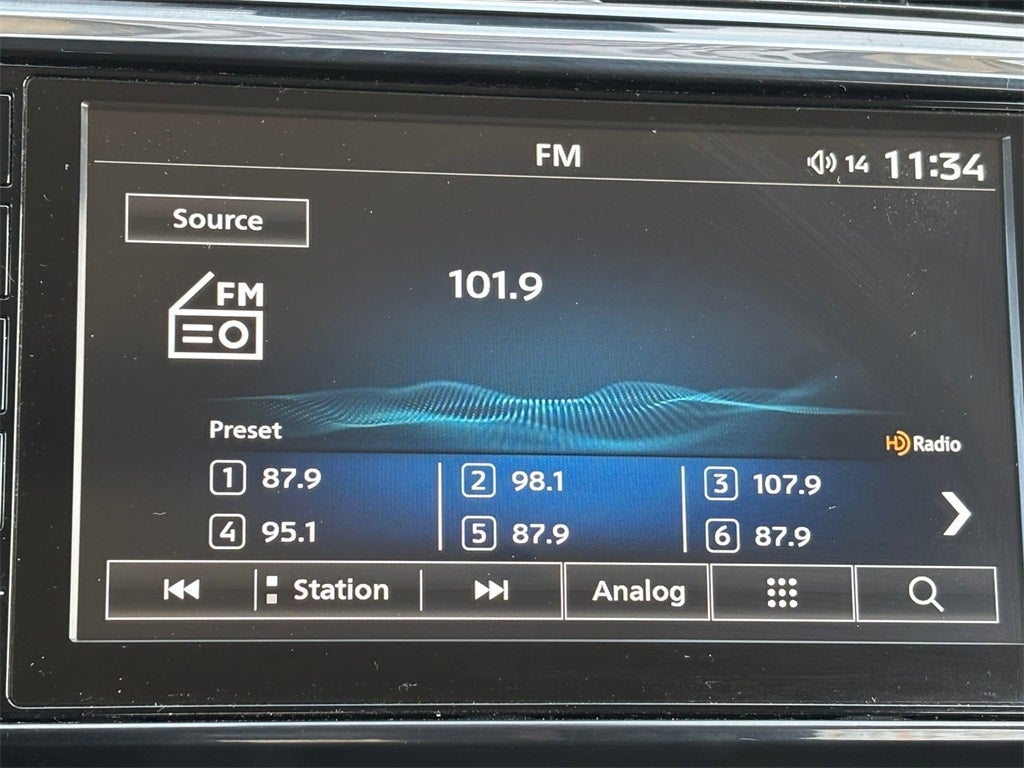 FM
14 11:34
Source
FM
101.9
Preset
HD Radio
1 87.9 2 98.1 3 107.9
4 95.1 5 87.9 6 87.9
Station Analog